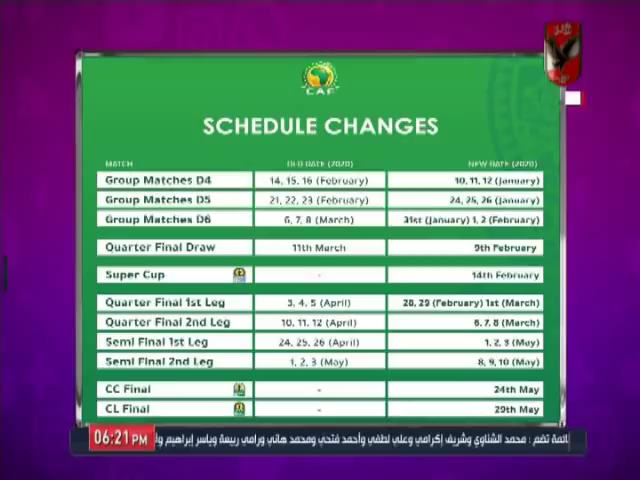 CAF
SCHEDULE CHANGES
MATCH OLD DATE (2020) NEW DATE (2020)
Group Matches D4 14, 15, 16 (February) 10, 11, 12 (January)
Group Matches D5 21, 22, 23 (February) 24, 25, 26 (January)
Group Matches D6 6, 7, 8 (March) 31st (January) 1, 2 (February)
Quarter Final Draw 11th March 9th February
Super Cup - 14th February
Quarter Final 1st Leg 3, 4, 5 (April) 28, 29 (February) 1st (March)
Quarter Final 2nd Leg 10, 11, 12 (April) 6, 7, 8 (March)
Semi Final 1st Leg 24, 25, 26 (April) 1, 2, 3 (May)
Semi Final 2nd Leg 1, 2, 3 (May) 8, 9, 10 (May)
CC Final - 24th May
CL Final - 29th May
06:21 PM
ائمة تضم : محمد الشناوي وشريف إكرامي وعلي لطفي وأحمد فتحي ومحمد هاني ورامي ربيعة وياسر إبراهيم وا